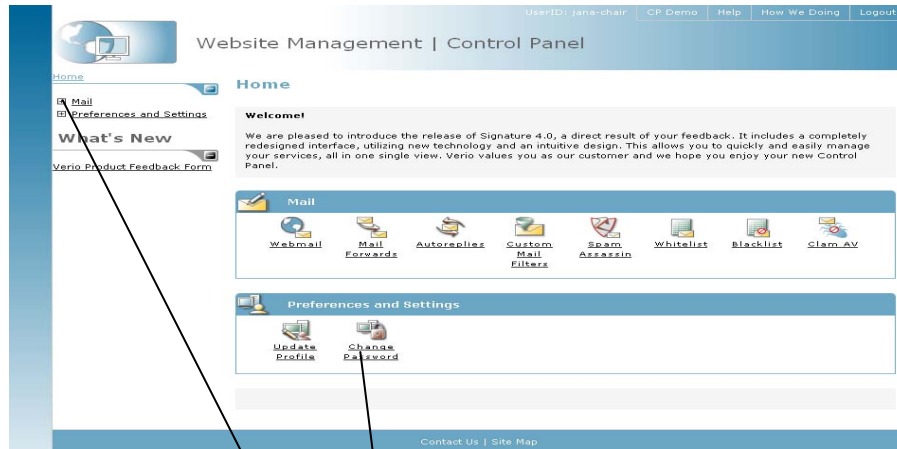 UserID: jana-chair CP Demo Help How We Doing Logout
Website Management | Control Panel
Home
Mail
Preferences and Settings
What's New
Verio Product Feedback Form
Home
Welcome!
We are pleased to introduce the release of Signature 4.0, a direct result of your feedback. It includes a completely
redesigned interface, utilizing new technology and an intuitive design. This allows you to quickly and easily manage
your services, all in one single view. Verio values you as our customer and we hope you enjoy your new Control
Panel.
Mail
Webmail
Mail
Forwards
Autoreplies
Custom
Mail
Filters
Spam
Assassin
Whitelist
Blacklist
Clam AV
Preferences and Settings
Update
Profile
Change
Password
Contact Us | Site Map